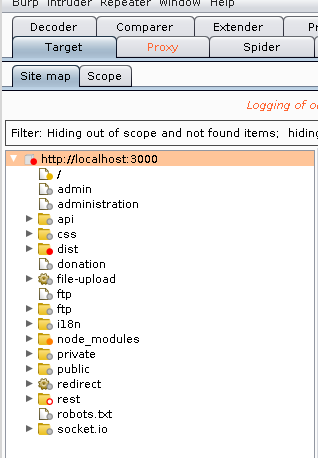 Burp Intruder Repeater Window Help
Decoder Comparer Extender
Target Proxy Spider
Site map Scope
Logging of
Filter: Hiding out of scope and not found items; hiding
http://localhost:3000
/
admin
administration
api
css
dist
donation
file-upload
ftp
ftp
i18n
node_modules
private
public
redirect
rest
robots.txt
socket.io